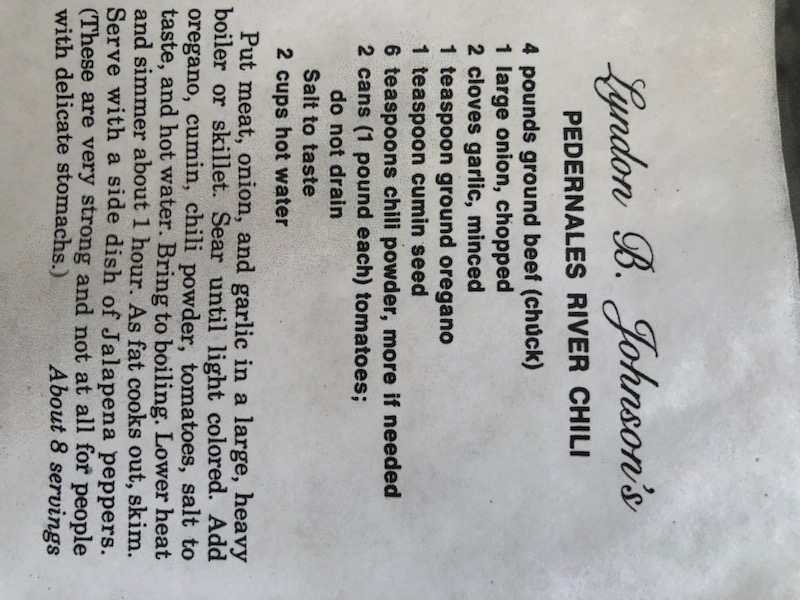 Lyndon B. Johnson's
PEDERNALES RIVER CHILI
4 pounds ground beef (chuck)
1 large onion, chopped
2 cloves garlic, minced
1 teaspoon ground oregano
1 teaspoon cumin seed
6 teaspoons chili powder, more if needed
2 cans (1 pound each) tomatoes;
do not drain
Salt to taste
2 cups hot water
Put meat, onion, and garlic in a large, heavy
boiler or skillet. Sear until light colored. Add
oregano, cumin, chili powder, tomatoes, salt to
taste, and hot water. Bring to boiling. Lower heat
and simmer about 1 hour. As fat cooks out, skim.
Serve with a side dish of Jalapena peppers.
(These are very strong and not at all for people
with delicate stomachs.) About 8 servings